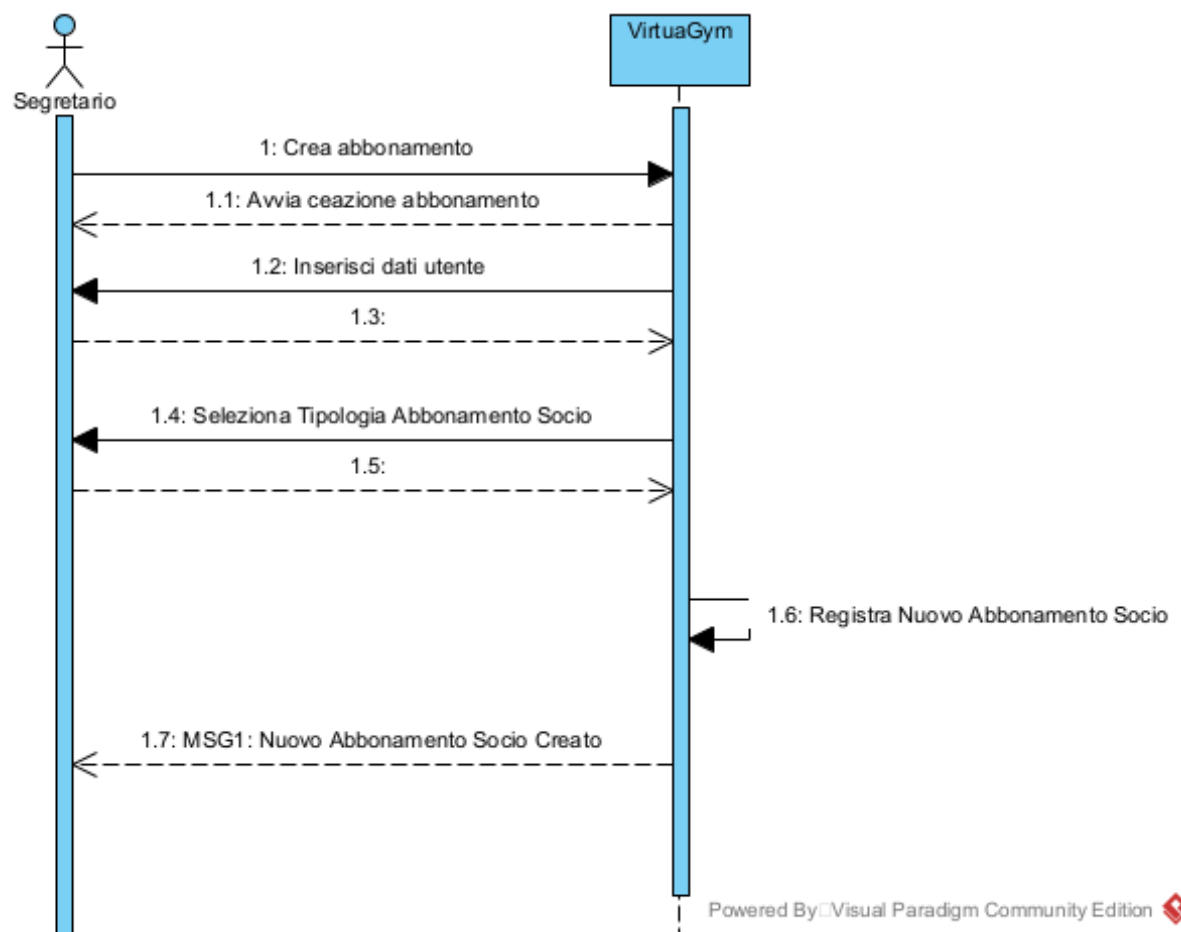 VirtuaGym
Segretario
1: Crea abbonamento
1.1: Avvia ceazione abbonamento
1.2: Inserisci dati utente
1.3:
1.4: Seleziona Tipologia Abbonamento Socio
1.5:
1.6: Registra Nuovo Abbonamento Socio
1.7: MSG1: Nuovo Abbonamento Socio Creato
Powered By Visual Paradigm Community Edition